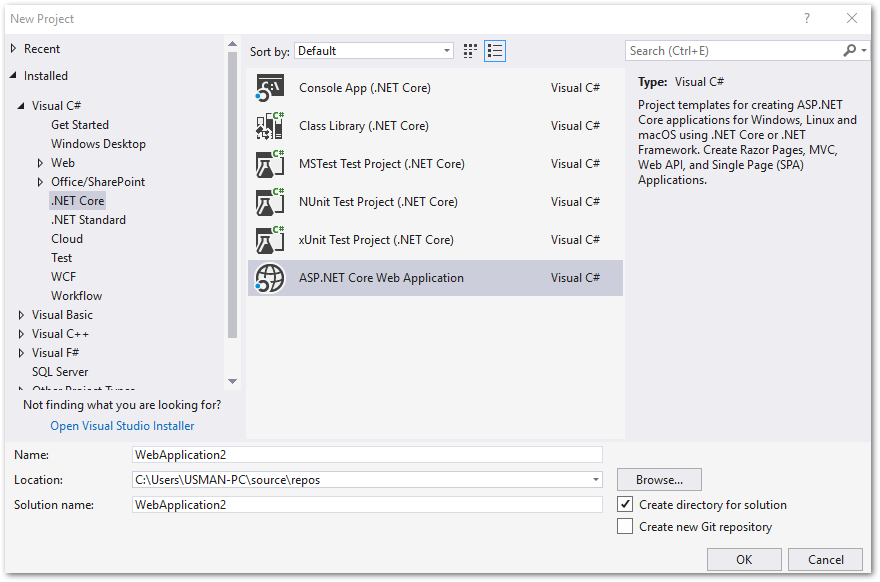 New Project
?
Recent
Installed
Visual C#
Get Started
Windows Desktop
Web
Office/SharePoint
.NET Core
.NET Standard
Cloud
Test
WCF
Workflow
Visual Basic
Visual C++
Visual F#
SQL Server
Other Project Types
Not finding what you are looking for?
Open Visual Studio Installer
Sort by: Default
Console App (.NET Core) Visual C#
Class Library (.NET Core) Visual C#
MSTest Test Project (.NET Core) Visual C#
NUnit Test Project (.NET Core) Visual C#
xUnit Test Project (.NET Core) Visual C#
ASP.NET Core Web Application Visual C#
Search (Ctrl+E)
Type: Visual C#
Project templates for creating ASP.NET
Core applications for Windows, Linux and
macOS using .NET Core or .NET
Framework. Create Razor Pages, MVC,
Web API, and Single Page (SPA)
Applications.
Name: WebApplication2
Location: C:\Users\USMAN-PC\source\repos
Browse...
Solution name: WebApplication2
Create directory for solution
Create new Git repository
OK
Cancel